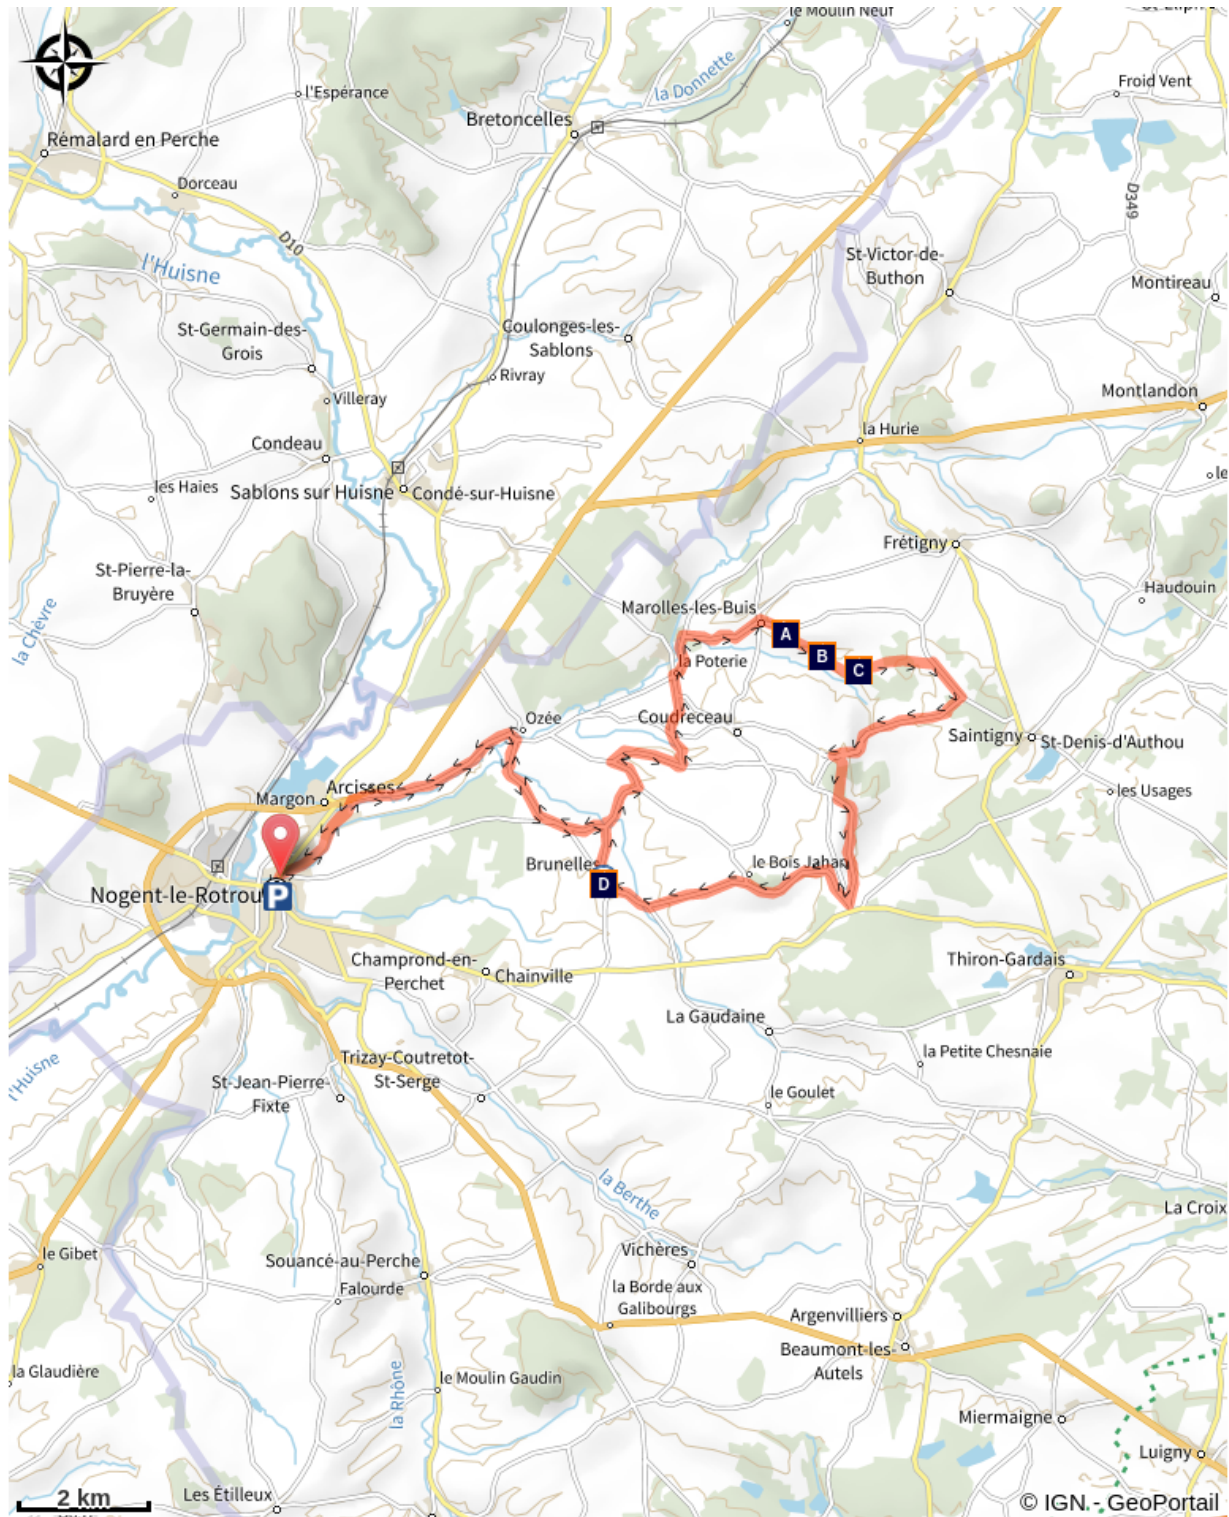 le Moulin Neuf
la Donnette
Froid Vent
l'Espérance
Bretoncelles
Rémalard en Perche
Dorceau
D349
D10
l'Huisne
St-Victor-de-
Buthon
Montireau
St-Germain-des-
Grois
Coulonges-les-
Sablons
Rivray
Villeray
Montlandon
la Hurie
Condeau
le
les Haies
Sablons sur Huisne
Condé-sur-Huisne
Frétigny
St-Pierre-la-
Bruyère
Haudouin
la Chèvre
Marolles-les-Buis
A
B
C
la Poterie
Ozée
Coudreceau
Saintigny
St-Denis-d'Authou
Arcisses
Margon
les Usages
Brunelles
le Bois Jahan
D
Nogent-le-Rotrou
P
Champrond-en-
Perchet
Chainville
Thiron-Gardais
La Gaudaine
la Petite Chesnaie
l'Huisne
Trizay-Coutretot-
St-Serge
St-Jean-Pierre-
Fixte
le Goulet
la Berthe
La Croix
le Gibet
Vichères
Souancé-au-Perche
Falourde
la Borde aux
Galibourgs
Argenvilliers
Beaumont-les-
Autels
la Glaudière
le Moulin Gaudin
la Rhône
Miermaigne
Luigny
Les Étilleux
2 km
© IGN - GeoPortail